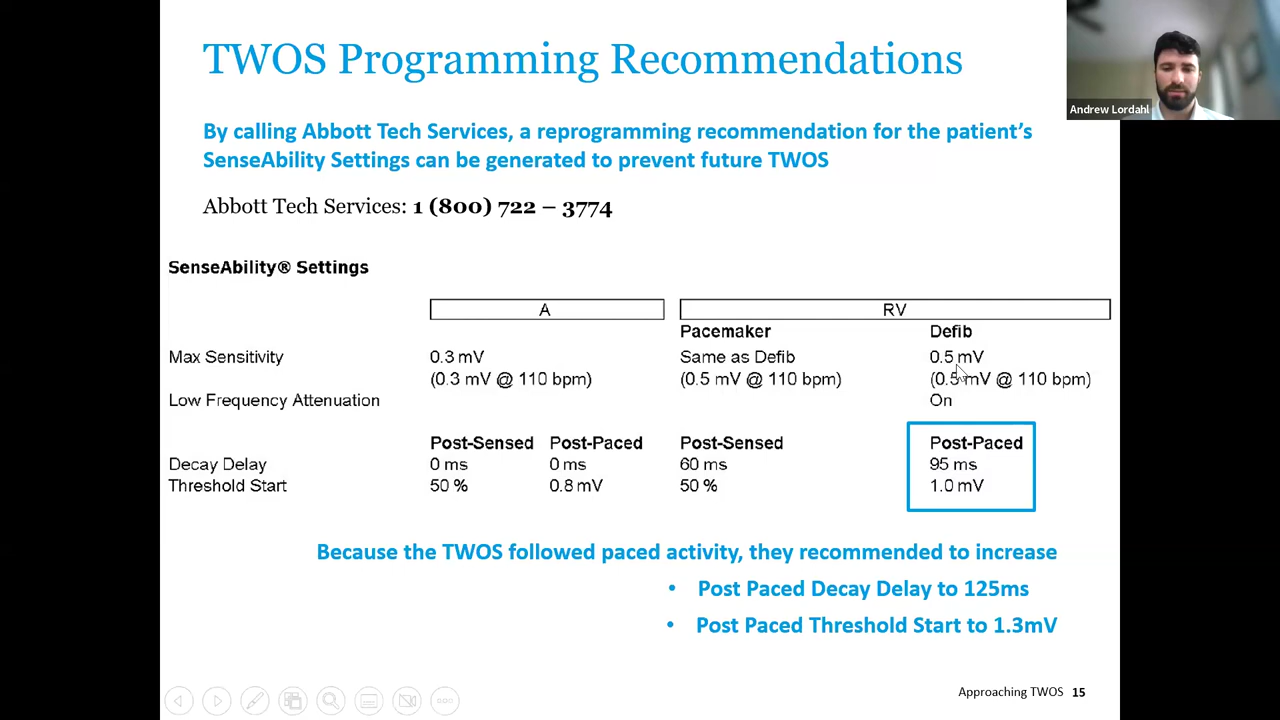 TWOS Programming Recommendations
Andrew Lordahl
By calling Abbott Tech Services, a reprogramming recommendation for the patient's
SenseAbility Settings can be generated to prevent future TWOS
Abbott Tech Services: 1 (800) 722 – 3774
SenseAbility® Settings
A RV
Pacemaker Defib
Max Sensitivity 0.3 mV Same as Defib 0.5 mV
(0.3 mV @ 110 bpm) (0.5 mV @ 110 bpm) (0.5 mV @ 110 bpm)
Low Frequency Attenuation On
Post-Sensed Post-Paced Post-Sensed Post-Paced
Decay Delay 0 ms 0 ms 60 ms 95 ms
Threshold Start 50 % 0.8 mV 50 % 1.0 mV
Because the TWOS followed paced activity, they recommended to increase
• Post Paced Decay Delay to 125ms
• Post Paced Threshold Start to 1.3mV
Approaching TWOS 15